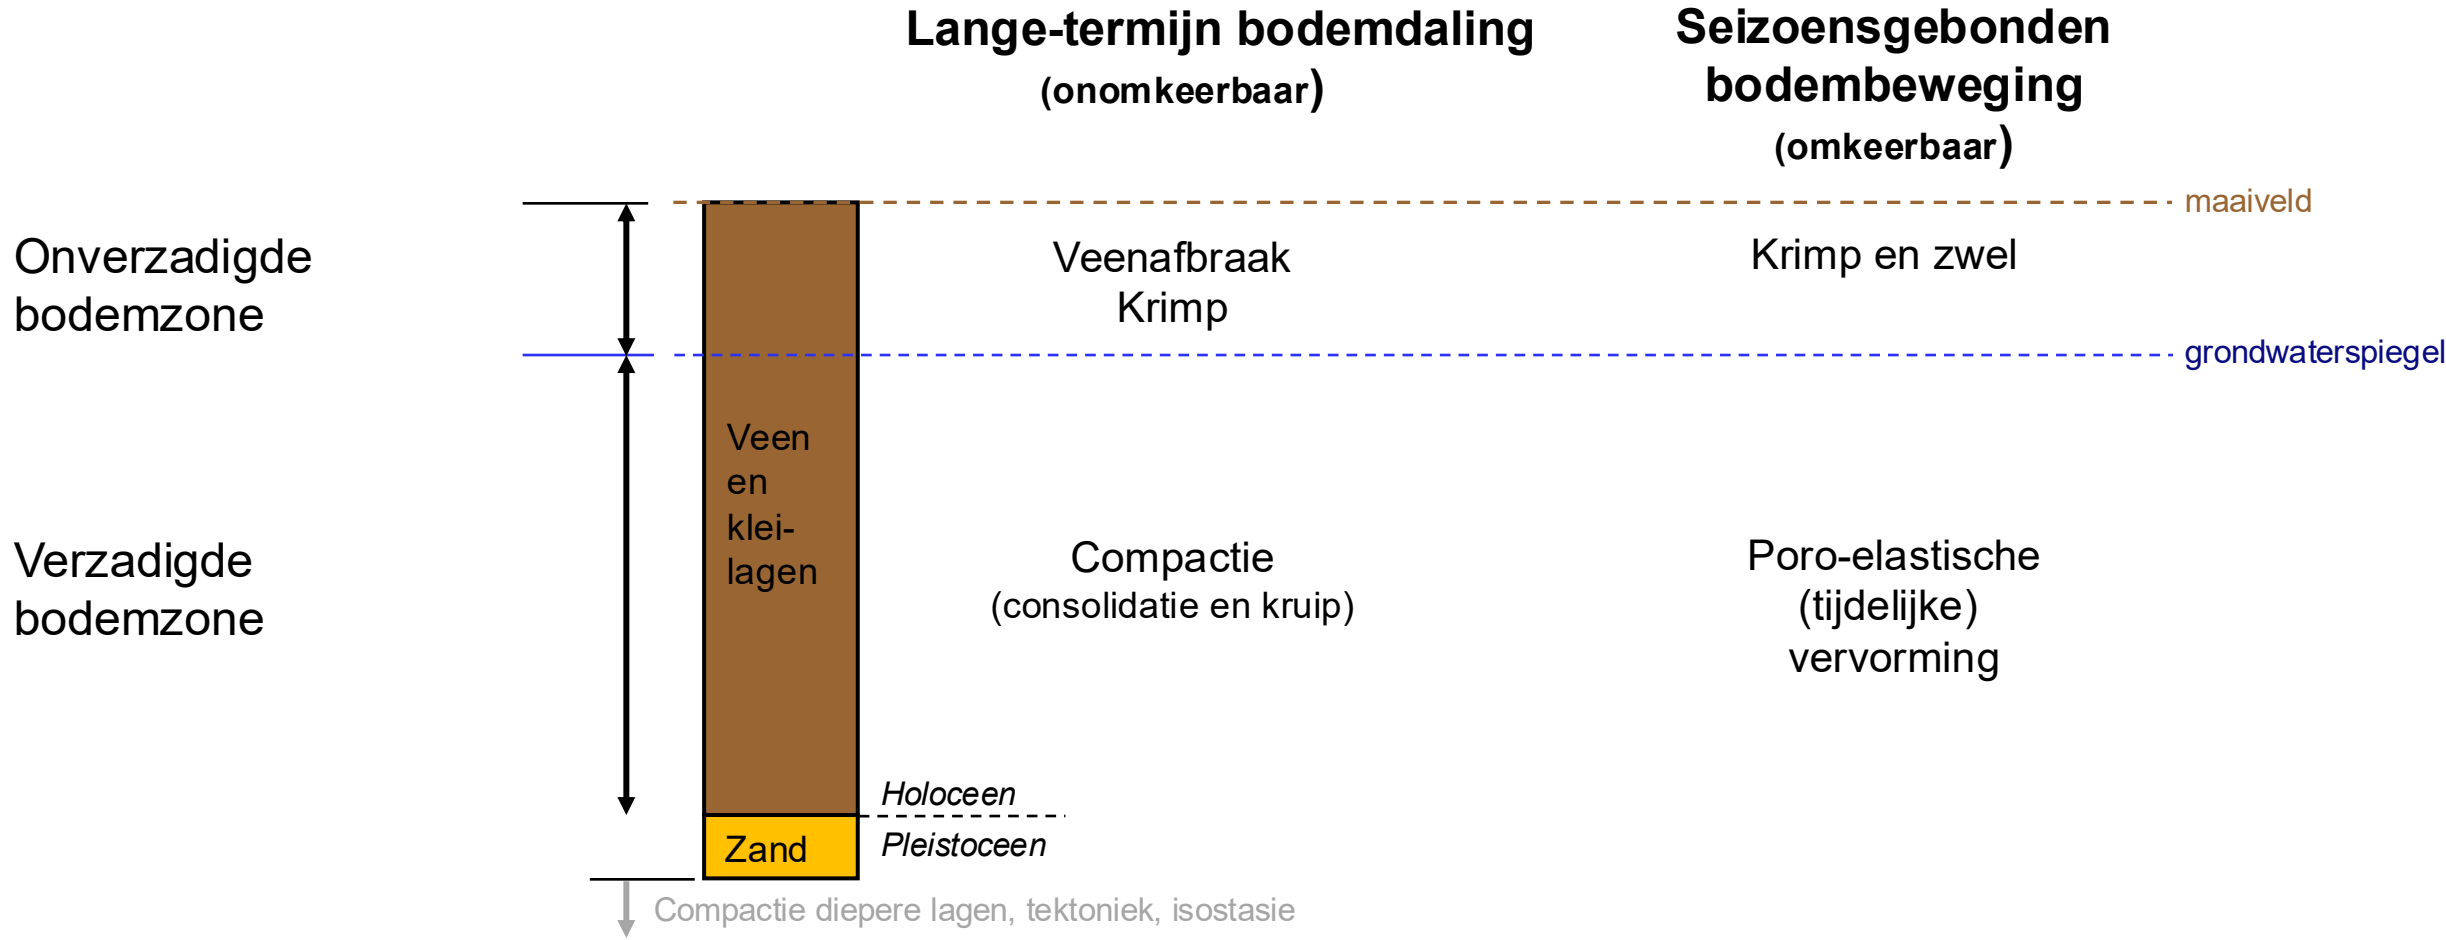 Lange-termijn bodemdaling
(onomkeerbaar)
Seizoensgebonden
bodembeweging
(omkeerbaar)
maaiveld
Onverzadigde
bodemzone
Veenafbraak
Krimp
Krimp en zwel
grondwaterspiegel
Veen
en
klei-
lagen
Verzadigde
bodemzone
Compactie
(consolidatie en kruip)
Poro-elastische
(tijdelijke)
vervorming
Holoceen
Zand
Pleistoceen
Compactie diepere lagen, tektoniek, isostasie